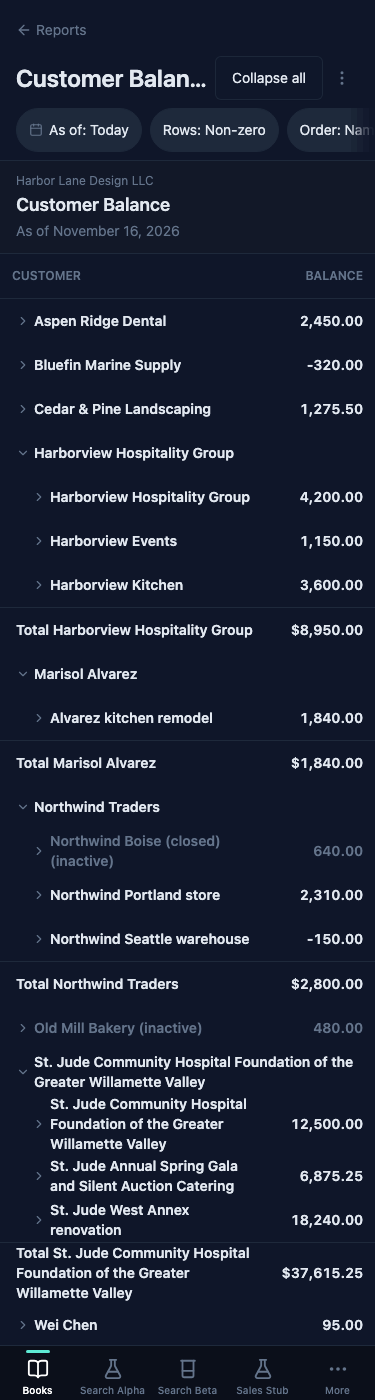 Reports
Customer Balan...
Collapse all
As of: Today
Rows: Non-zero
Order: Nam
Harbor Lane Design LLC
Customer Balance
As of November 16, 2026
CUSTOMER BALANCE
Aspen Ridge Dental 2,450.00
Bluefin Marine Supply -320.00
Cedar & Pine Landscaping 1,275.50
Harborview Hospitality Group
Harborview Hospitality Group 4,200.00
Harborview Events 1,150.00
Harborview Kitchen 3,600.00
Total Harborview Hospitality Group $8,950.00
Marisol Alvarez
Alvarez kitchen remodel 1,840.00
Total Marisol Alvarez $1,840.00
Northwind Traders
Northwind Boise (closed)
(inactive) 640.00
Northwind Portland store 2,310.00
Northwind Seattle warehouse -150.00
Total Northwind Traders $2,800.00
Old Mill Bakery (inactive) 480.00
St. Jude Community Hospital Foundation of the
Greater Willamette Valley
St. Jude Community Hospital
Foundation of the Greater 12,500.00
Willamette Valley
St. Jude Annual Spring Gala
and Silent Auction Catering 6,875.25
St. Jude West Annex
renovation 18,240.00
Total St. Jude Community Hospital
Foundation of the Greater $37,615.25
Willamette Valley
Wei Chen 95.00
Books Search Alpha Search Beta Sales Stub More